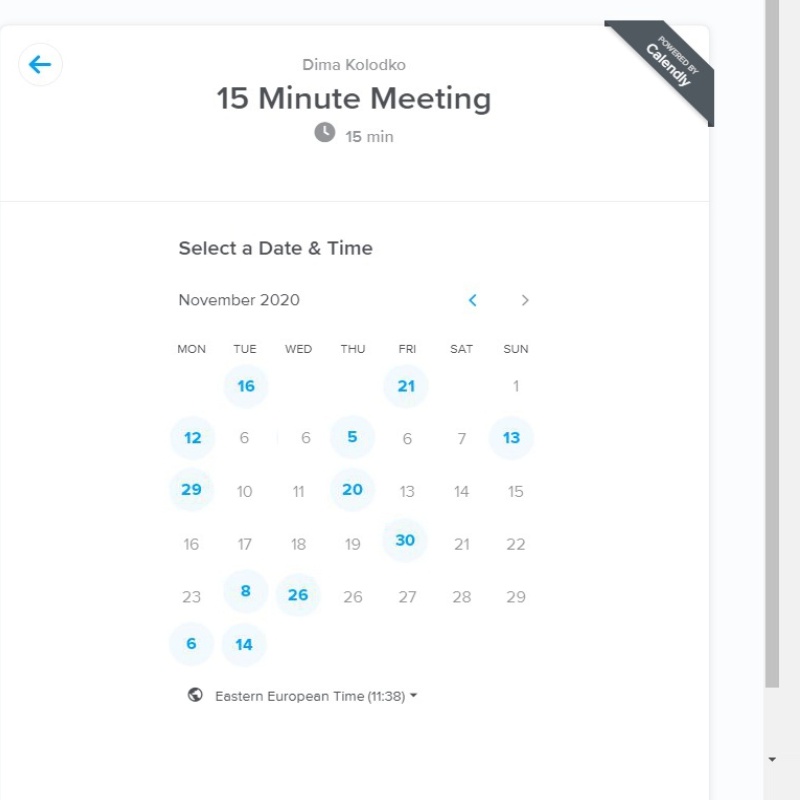 POWERED BY
Calendly
Dima Kolodko
15 Minute Meeting
15 min
Select a Date & Time
November 2020
MON TUE WED THU FRI SAT SUN
16 21 1
12 6 6 5 6 7 13
29 10 11 20 13 14 15
16 17 18 19 30 21 22
23 8 26 26 27 28 29
6 14
Eastern European Time (11:38)